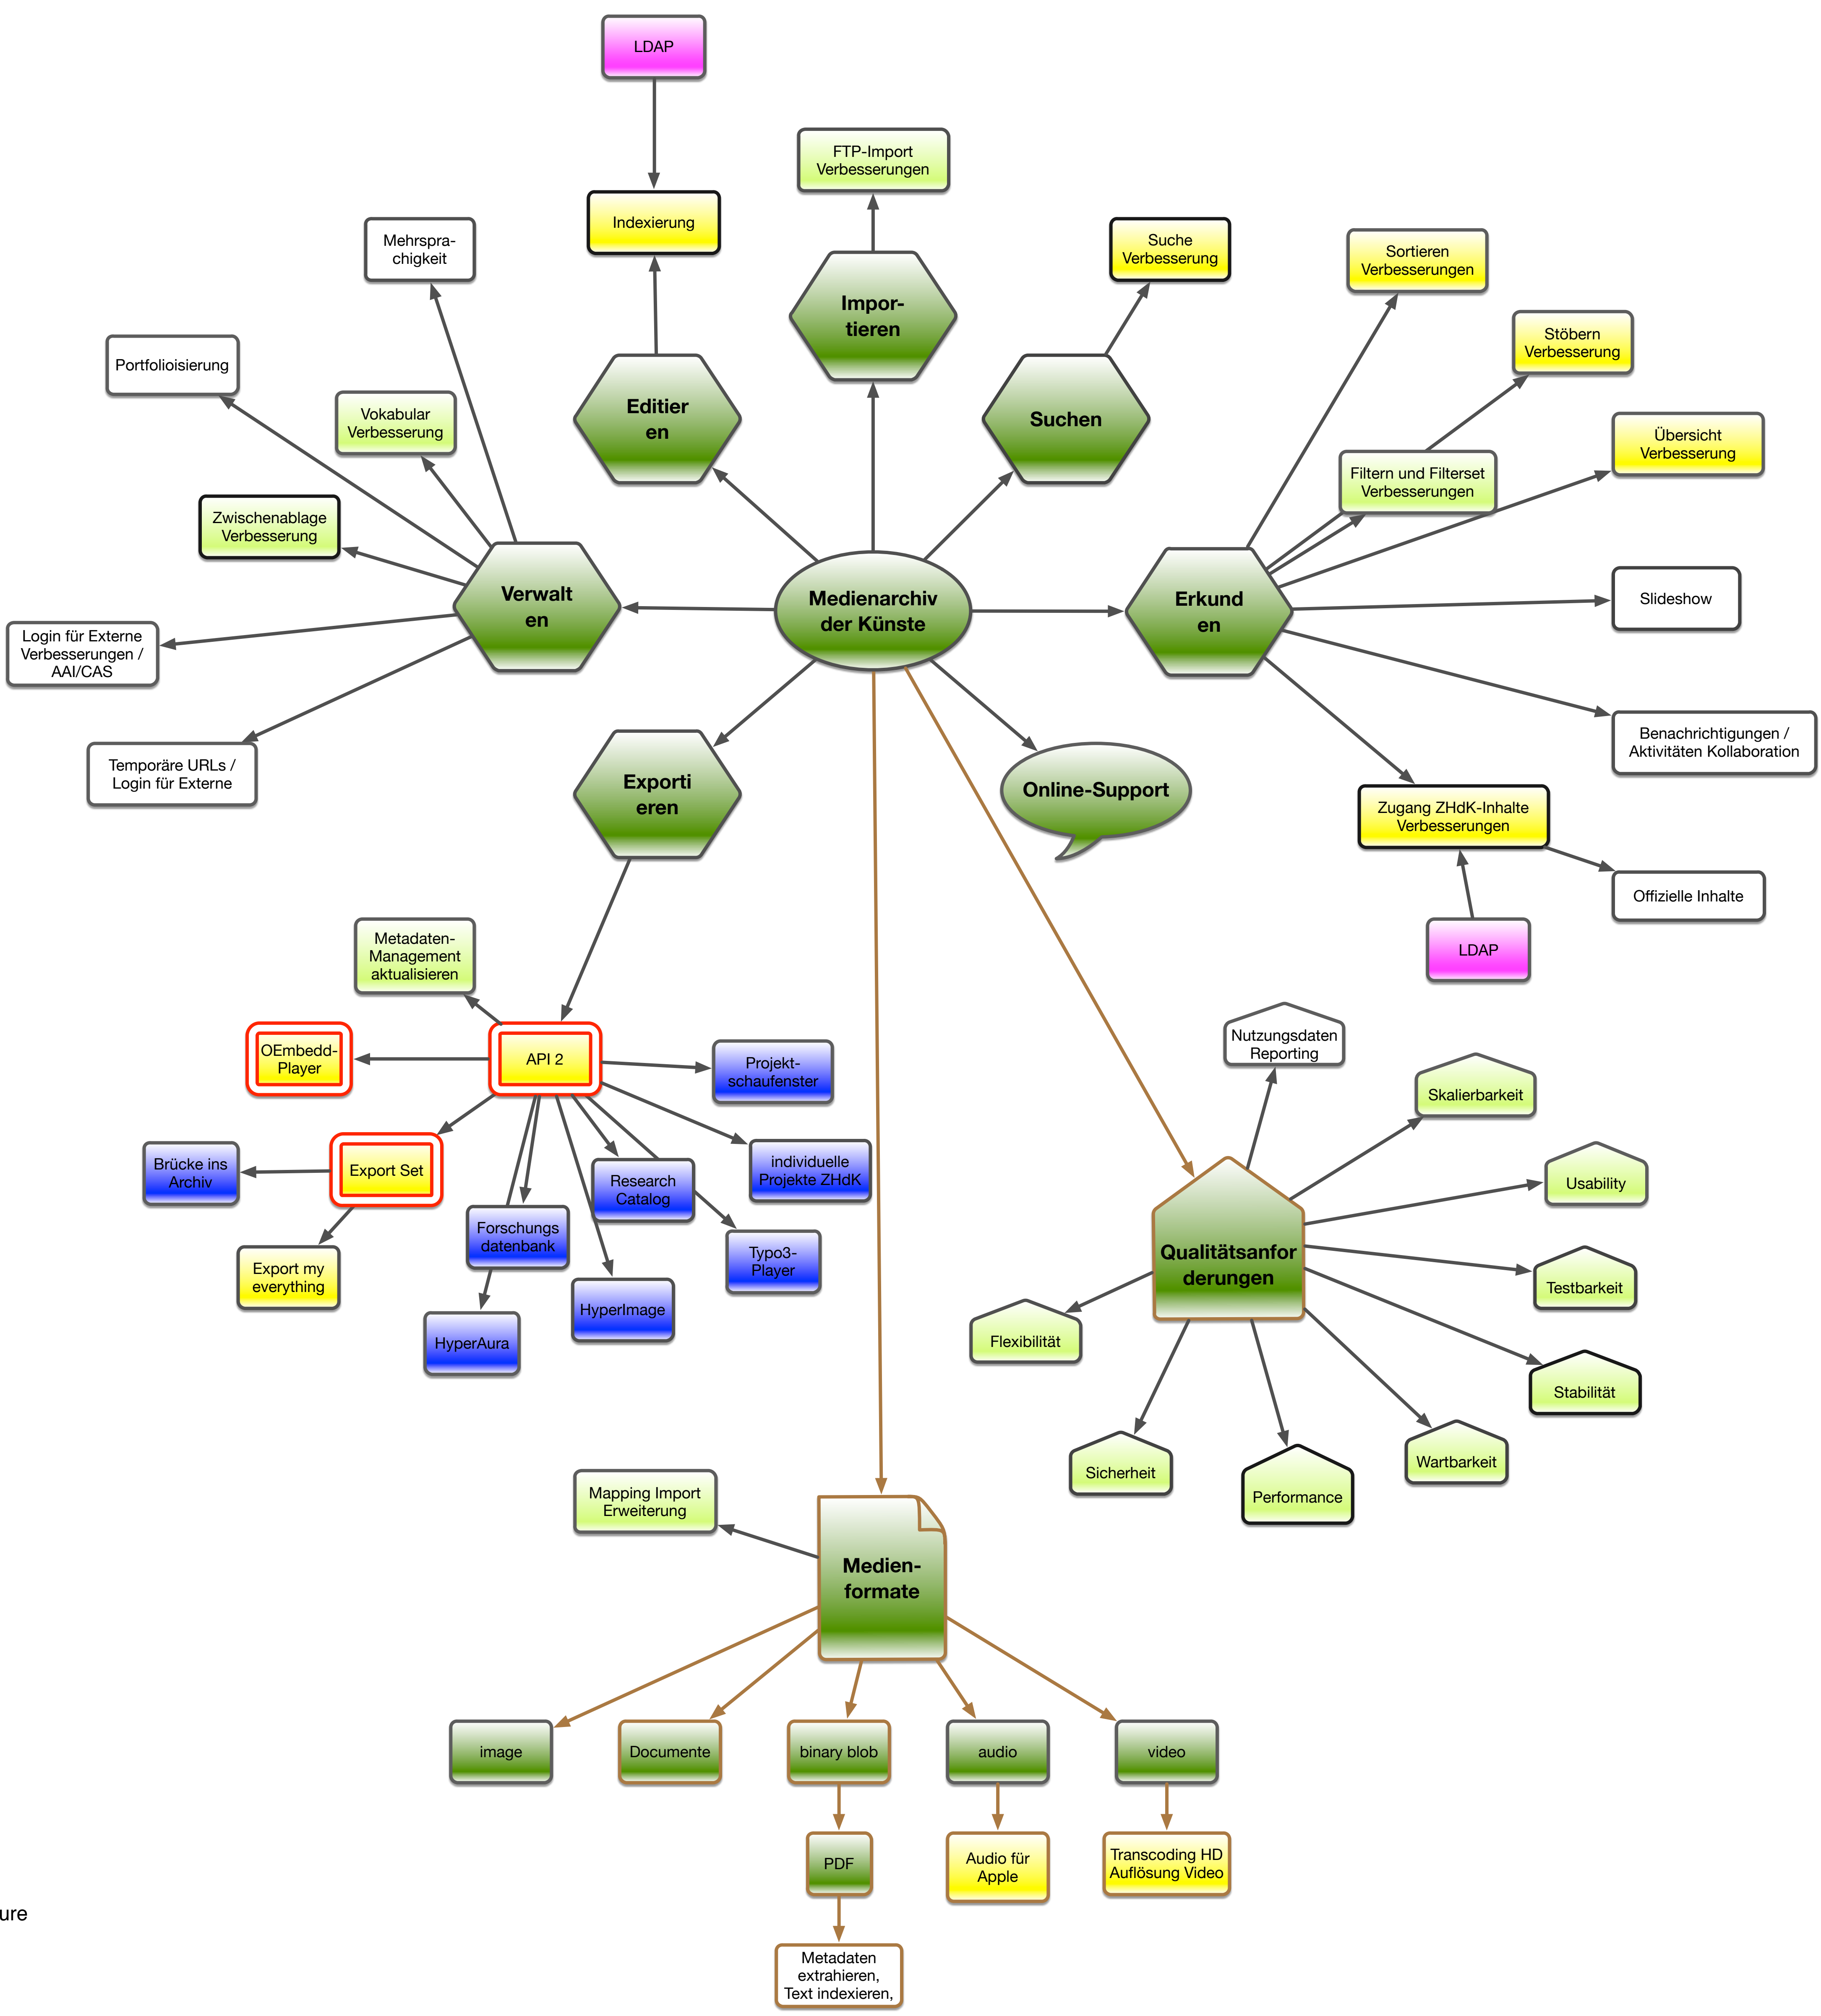 LDAP
FTP-Import
Verbesserungen
Indexierung
Mehrspra-
chigkeit
Suche
Verbesserung
Sortieren
Verbesserungen
Impor-
tieren
Stöbern
Verbesserung
Portfolioisierung
Editier
en
Suchen
Vokabular
Verbesserung
Übersicht
Verbesserung
Filtern und Filterset
Verbesserungen
Zwischenablage
Verbesserung
Verwalt
en
Medienarchiv
der Künste
Erkund
en
Slideshow
Login für Externe
Verbesserungen /
AAI/CAS
Benachrichtigungen /
Aktivitäten Kollaboration
Temporäre URLs /
Login für Externe
Exporti
eren
Online-Support
Zugang ZHdK-Inhalte
Verbesserungen
Offizielle Inhalte
LDAP
Metadaten-
Management
aktualisieren
OEmbedd-
Player
API 2
Projekt-
schaufenster
Nutzungsdaten
Reporting
Skalierbarkeit
Brücke ins
Archiv
Export Set
individuelle
Projekte ZHdK
Research
Catalog
Usability
Forschungs
datenbank
Typo3-
Player
Qualitätsanfor
derungen
Export my
everything
Testbarkeit
HyperImage
HyperAura
Flexibilität
Stabilität
Wartbarkeit
Sicherheit
Performance
Mapping Import
Erweiterung
Medien-
formate
image
Documente
binary blob
audio
video
PDF
Audio für
Apple
Transcoding HD
Auflösung Video
ure
Metadaten
extrahieren,
Text indexieren,